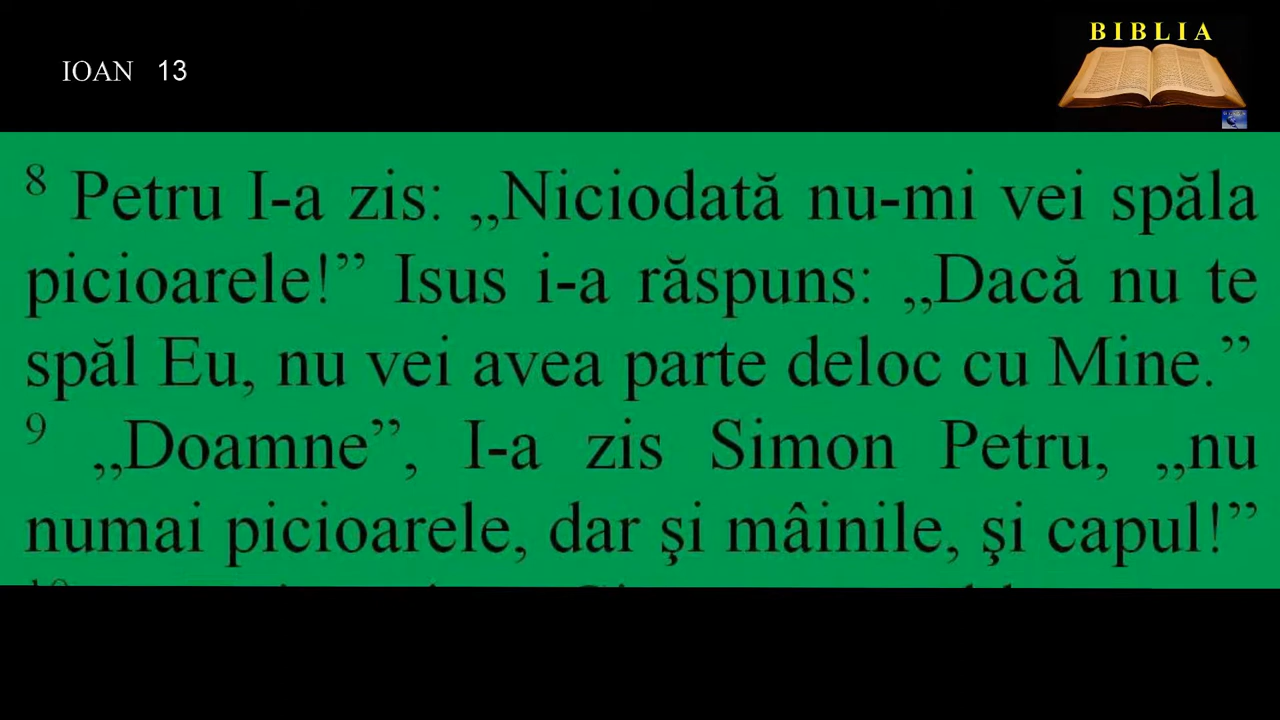 BIBLIA
IOAN 13
8 Petru I-a zis: „Niciodată nu-mi vei spăla
picioarele!” Isus i-a răspuns: „Dacă nu te
spăl Eu, nu vei avea parte deloc cu Mine.”
9 „Doamne”, I-a zis Simon Petru, „nu
numai picioarele, dar şi mâinile, şi capul!”